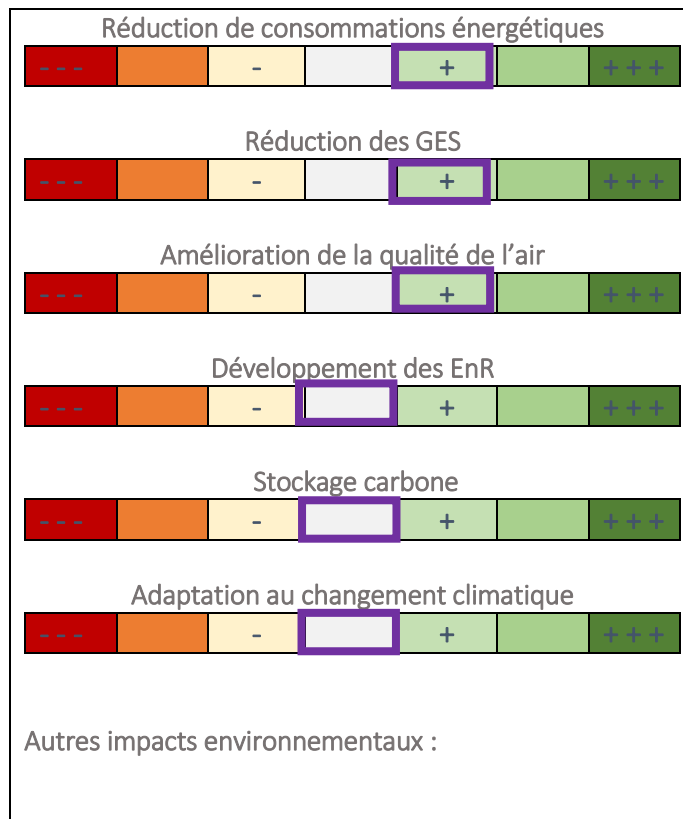 Réduction de consommations énergétiques
- - - - + + + +
Réduction des GES
- - - - + + + +
Amélioration de la qualité de l’air
- - - - + + + +
Développement des EnR
- - - - + + + +
Stockage carbone
- - - - + + + +
Adaptation au changement climatique
- - - - + + + +
Autres impacts environnementaux :